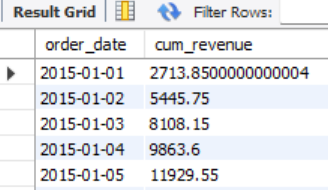 Result Grid Filter Rows:
order_date cum_revenue
2015-01-01 2713.8500000000004
2015-01-02 5445.75
2015-01-03 8108.15
2015-01-04 9863.6
2015-01-05 11929.55